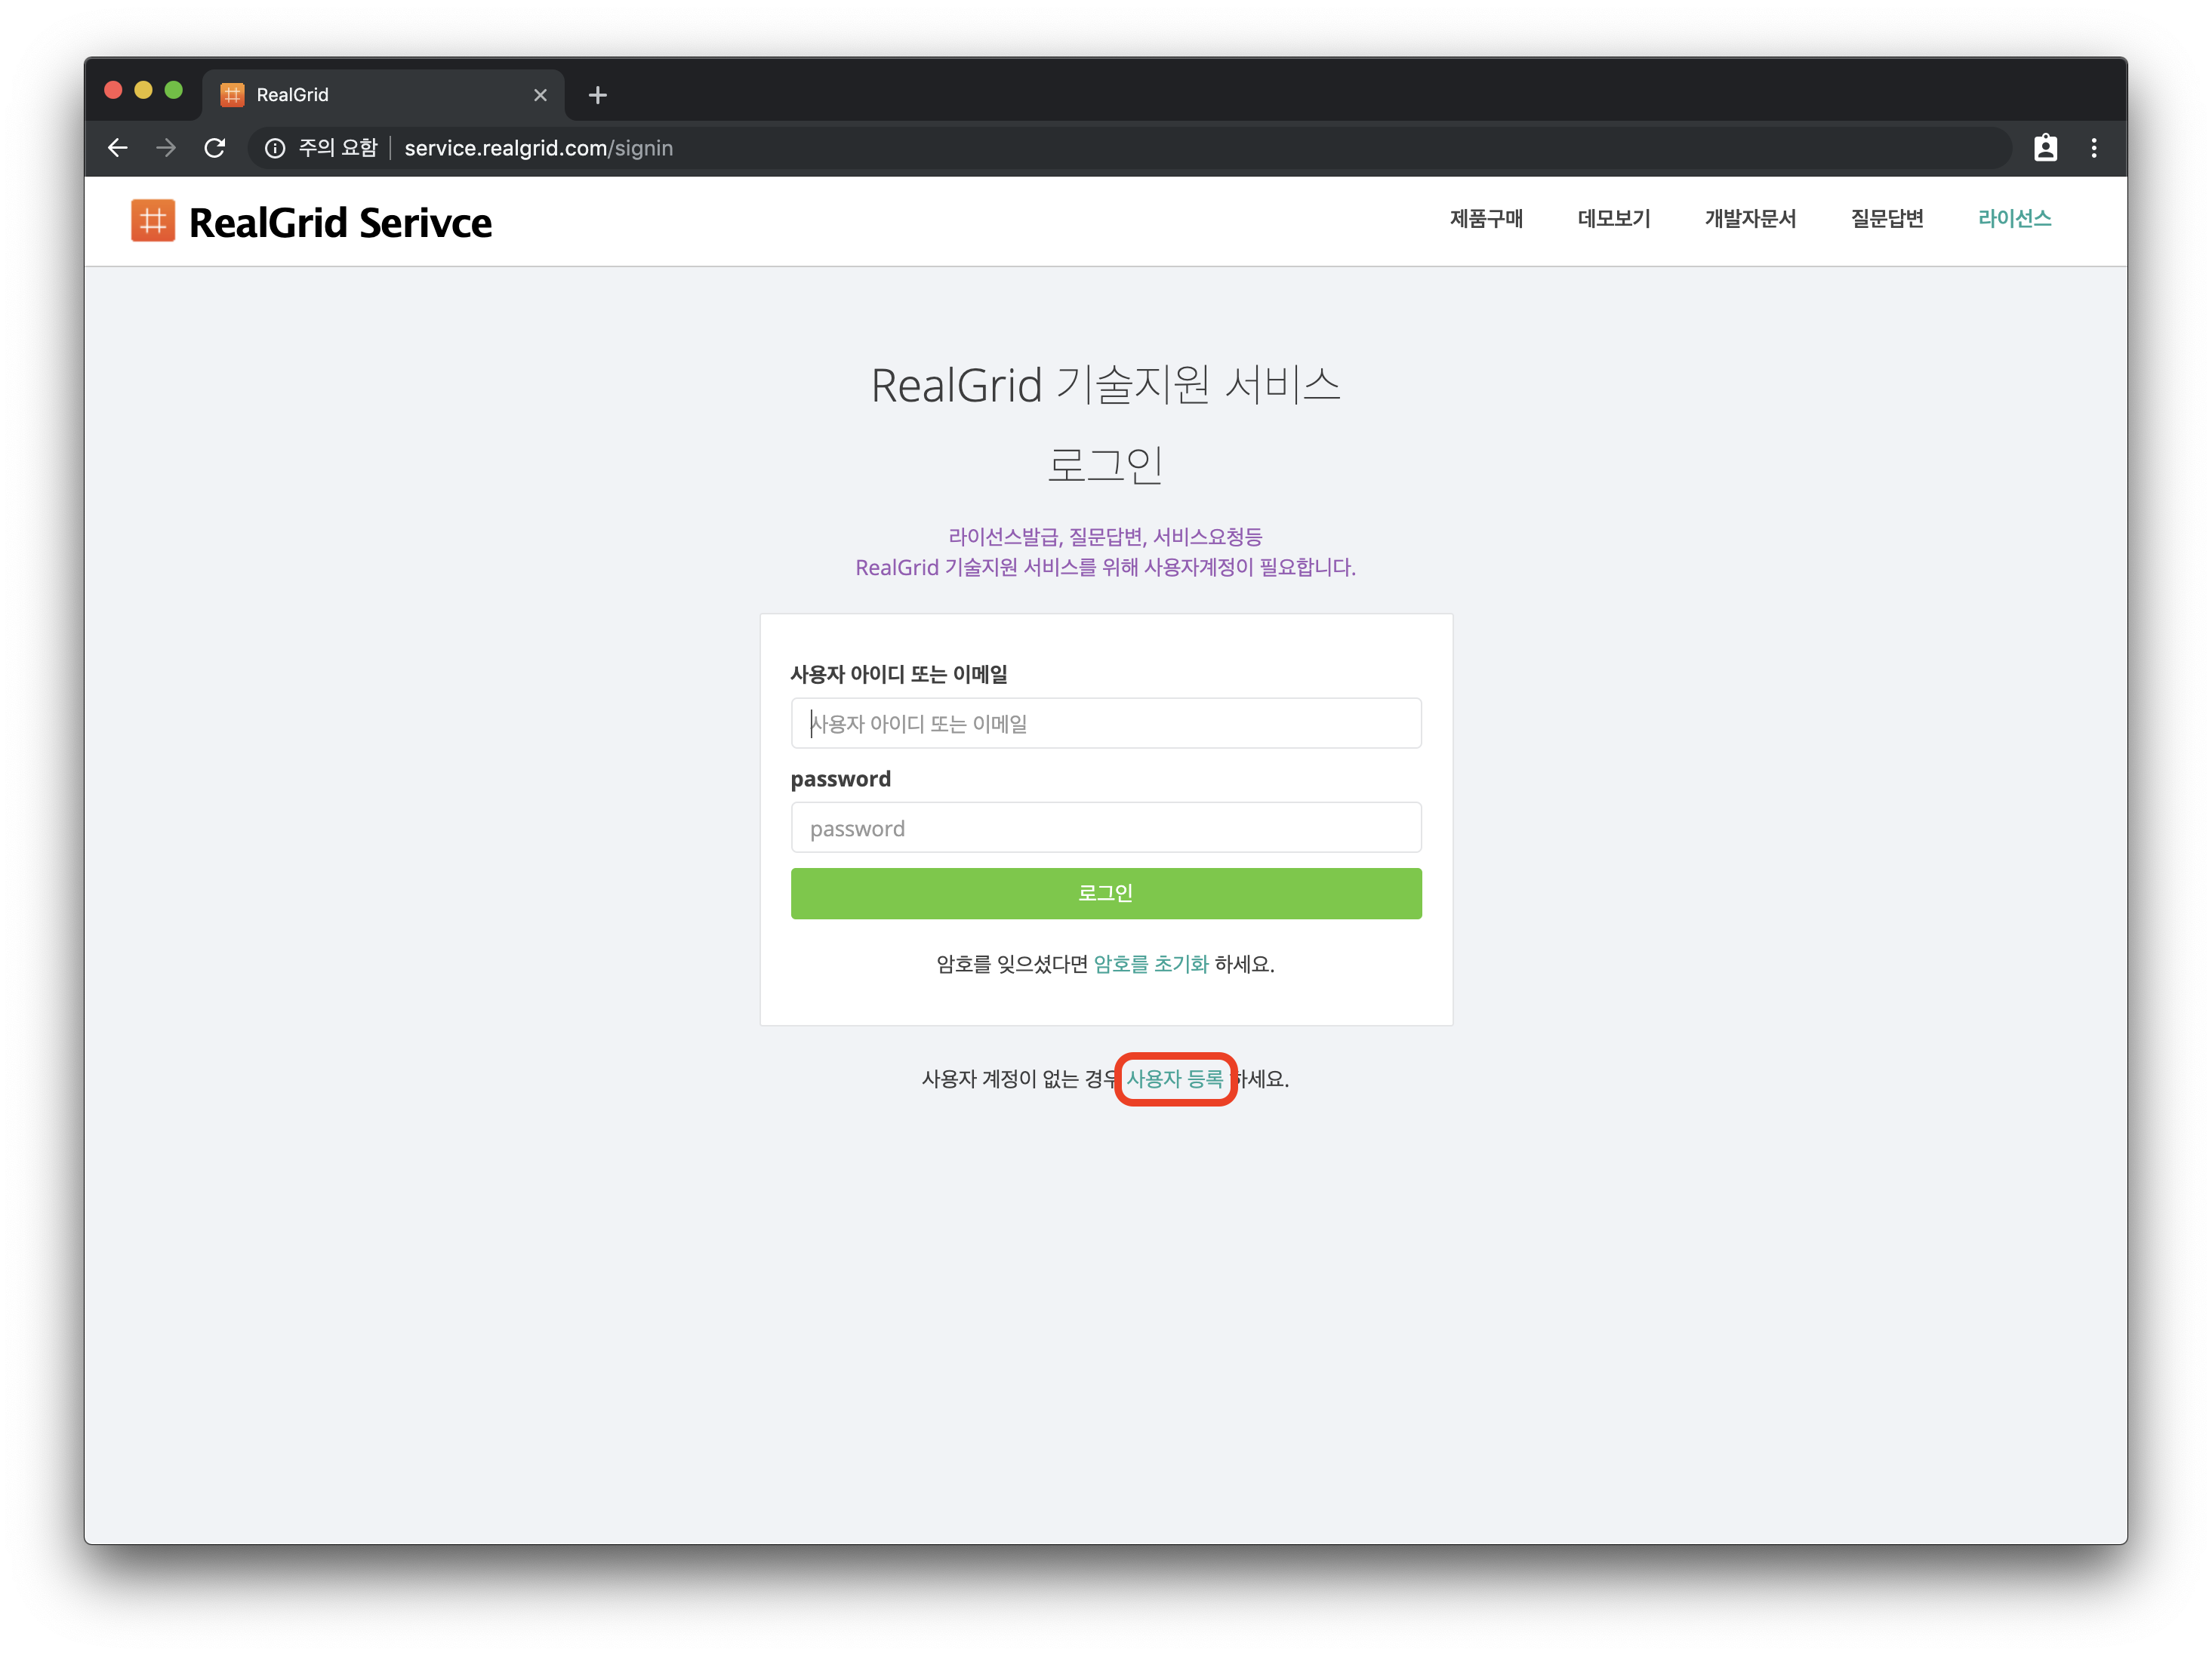 RealGrid
주의 요함 service.realgrid.com/signin
RealGrid Serivce
제품구매 데모보기 개발자문서 질문답변 라이선스
RealGrid 기술지원 서비스
로그인
라이선스발급, 질문답변, 서비스요청등
RealGrid 기술지원 서비스를 위해 사용자계정이 필요합니다.
사용자 아이디 또는 이메일
사용자 아이디 또는 이메일
password
password
로그인
암호를 잊으셨다면 암호를 초기화 하세요.
사용자 계정이 없는 경우 사용자 등록 하세요.